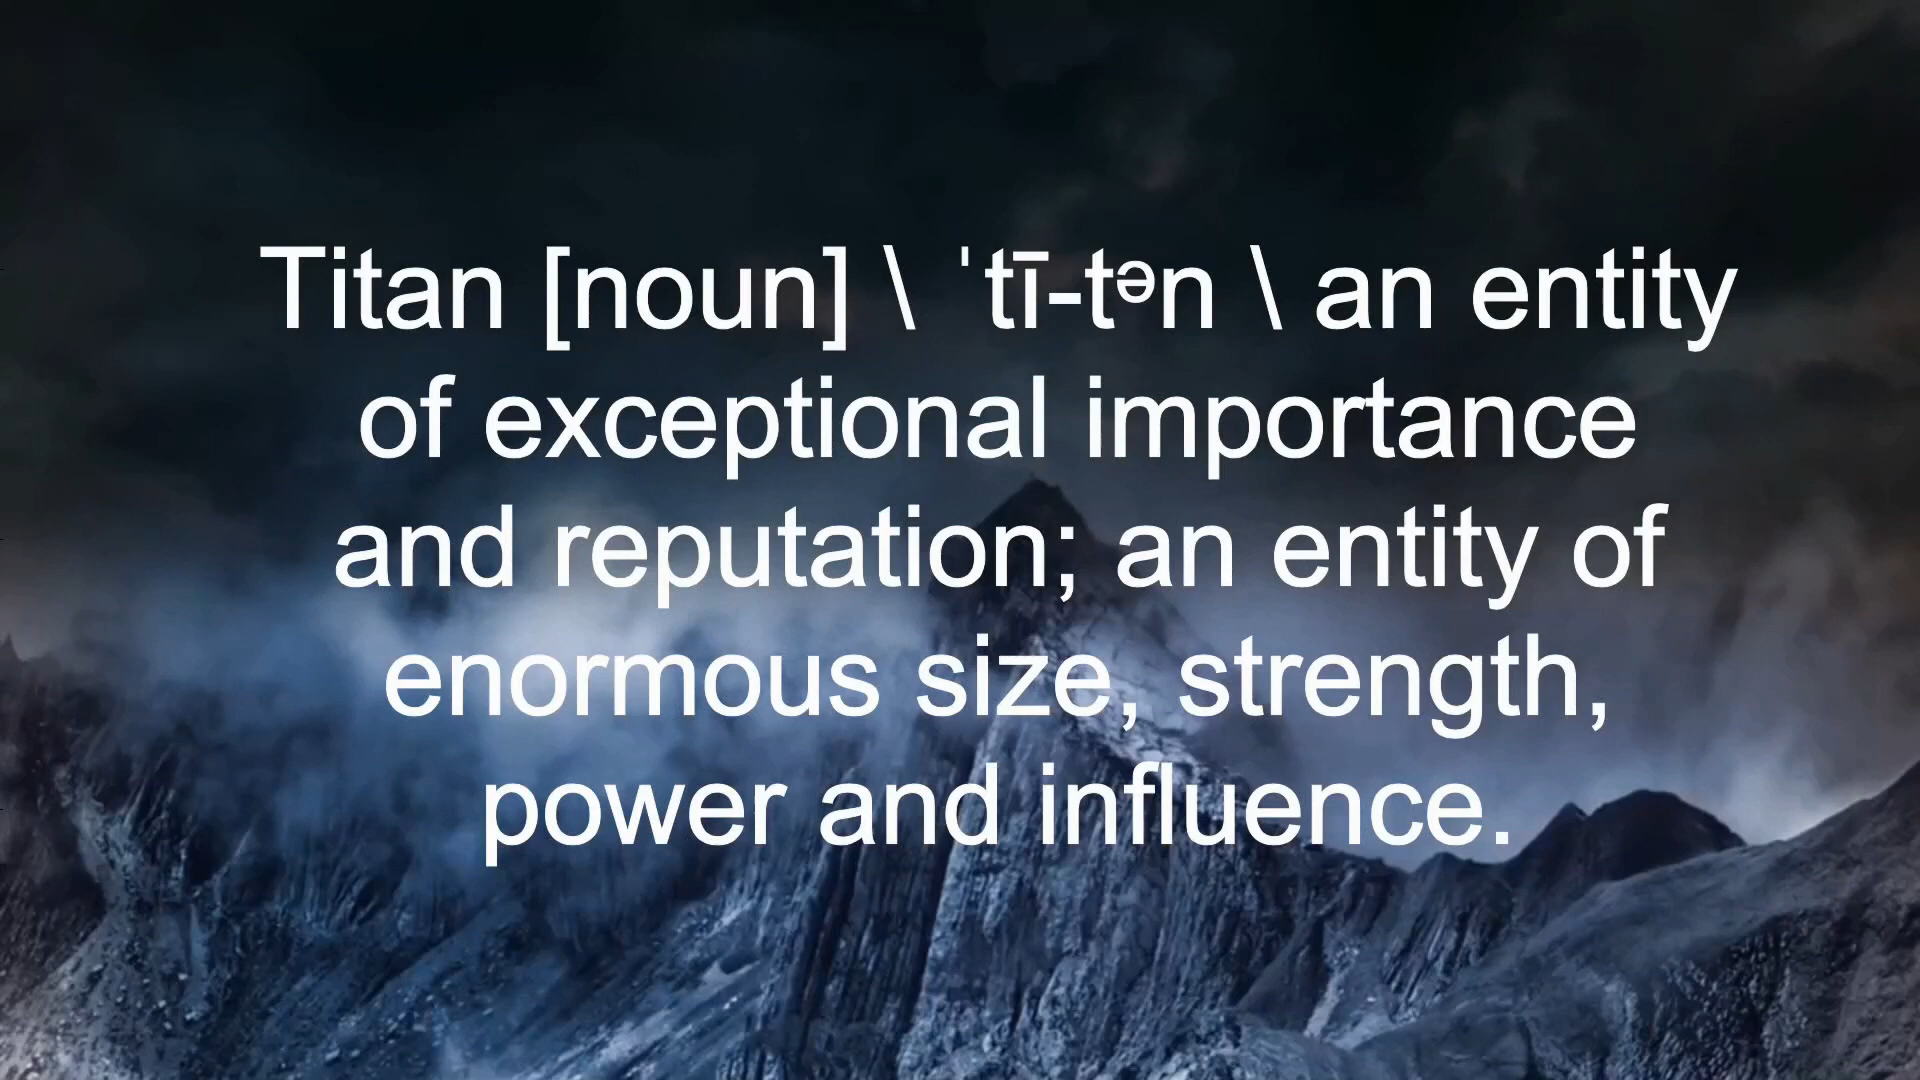 Titan [noun] \ ˈtī-tᵊn \ an entity
of exceptional importance
and reputation; an entity of
enormous size, strength,
power and influence.